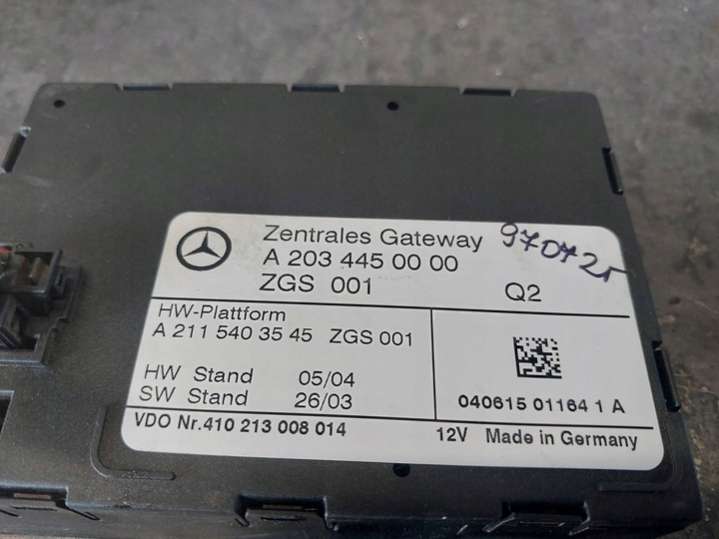 Zentrales Gateway
A 203 445 00 00
ZGS 001
Q2
HW-Plattform
A 211 540 35 45 ZGS 001
HW Stand 05/04
SW Stand 26/03
040615 01164 1 A
VDO Nr.410 213 008 014
12V Made in Germany